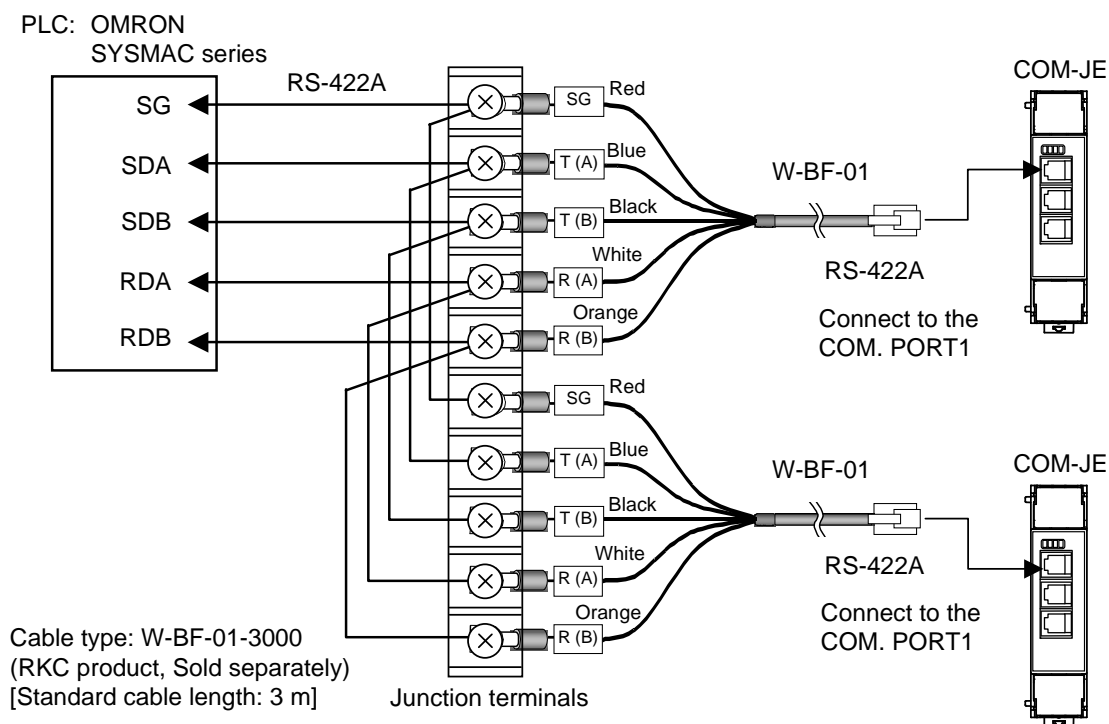 PLC: OMRON
SYSMAC series
RS-422A
COM-JE
SG
SDA
SDB
RDA
RDB
SG Red
T (A) Blue
T (B) Black
R (A) White
R (B) Orange
W-BF-01
RS-422A
Connect to the
COM. PORT1
SG Red
T (A) Blue
T (B) Black
R (A) White
R (B) Orange
W-BF-01
COM-JE
RS-422A
Connect to the
COM. PORT1
Cable type: W-BF-01-3000
(RKC product, Sold separately)
[Standard cable length: 3 m]
Junction terminals